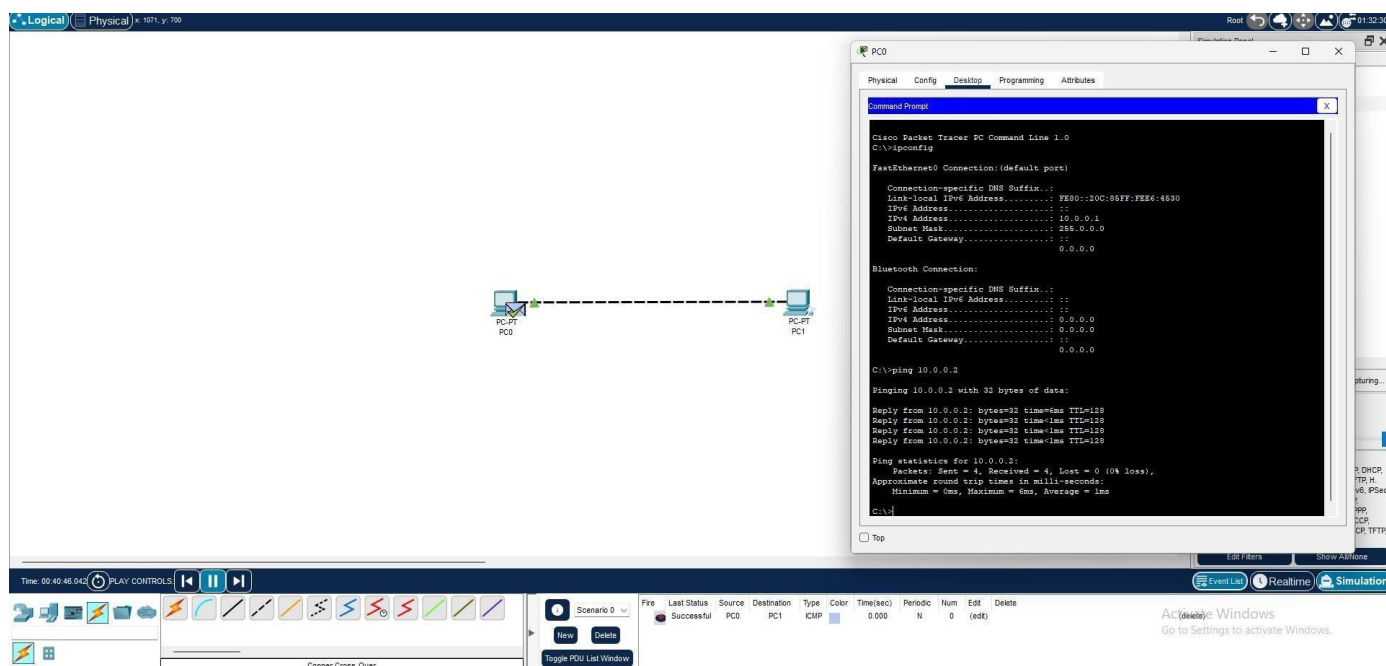 Logical Physical x: 1071, y: 700 Root 01:32:30
PC0
Physical Config Desktop Programming Attributes
Command Prompt X
Cisco Packet Tracer PC Command Line 1.0
C:\>ipconfig
FastEthernet0 Connection:(default port)
Connection-specific DNS Suffix..:
Link-local IPv6 Address.........: FE80::20C:85FF:FEE6:4530
IPv6 Address....................: ::
IPv4 Address....................: 10.0.0.1
Subnet Mask.....................: 255.0.0.0
Default Gateway.................: ::
0.0.0.0
Bluetooth Connection:
Connection-specific DNS Suffix..:
Link-local IPv6 Address.........: ::
IPv6 Address....................: ::
IPv4 Address....................: 0.0.0.0
Subnet Mask.....................: 0.0.0.0
Default Gateway.................: ::
0.0.0.0
C:\>ping 10.0.0.2
Pinging 10.0.0.2 with 32 bytes of data:
Reply from 10.0.0.2: bytes=32 time=6ms TTL=128
Reply from 10.0.0.2: bytes=32 time<1ms TTL=128
Reply from 10.0.0.2: bytes=32 time<1ms TTL=128
Reply from 10.0.0.2: bytes=32 time<1ms TTL=128
Ping statistics for 10.0.0.2:
Packets: Sent = 4, Received = 4, Lost = 0 (0% loss),
Approximate round trip times in milli-seconds:
Minimum = 0ms, Maximum = 6ms, Average = 1ms
C:\>
Top
PC-PT
PC0
PC-PT
PC1
pturing...
P, DHCP,
FTP, H.
v6, IPSec
PPP,
CCP,
CP, TFTP,
Edit Filters Show All/None
Time: 00:40:46.042 PLAY CONTROLS: Event List Realtime Simulation
Scenario 0
New Delete
Toggle PDU List Window
Fire Last Status Source Destination Type Color Time(sec) Periodic Num Edit Delete
Successful PC0 PC1 ICMP 0.000 N 0 (edit) (delete)
Activate Windows
Go to Settings to activate Windows.
Copper Cross-Over